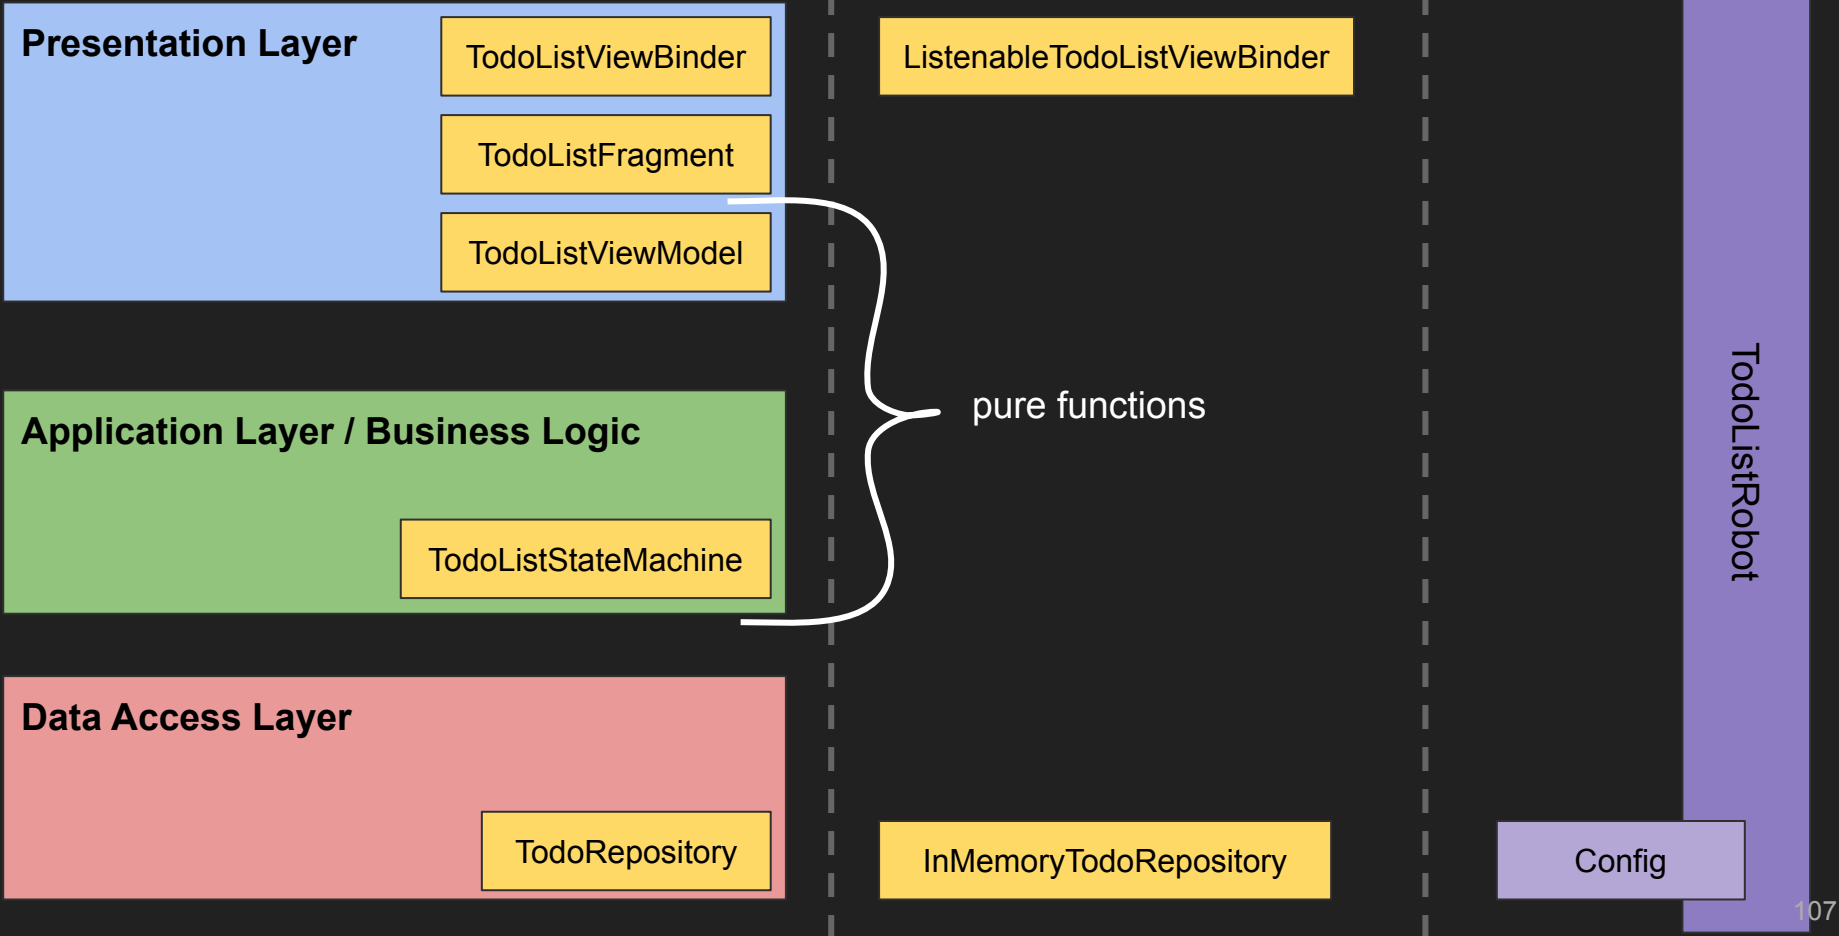 Presentation Layer
TodoListViewBinder
TodoListFragment
TodoListViewModel
ListenableTodoListViewBinder
Application Layer / Business Logic
TodoListStateMachine
pure functions
Data Access Layer
TodoRepository
InMemoryTodoRepository
Config
TodoListRobot
107